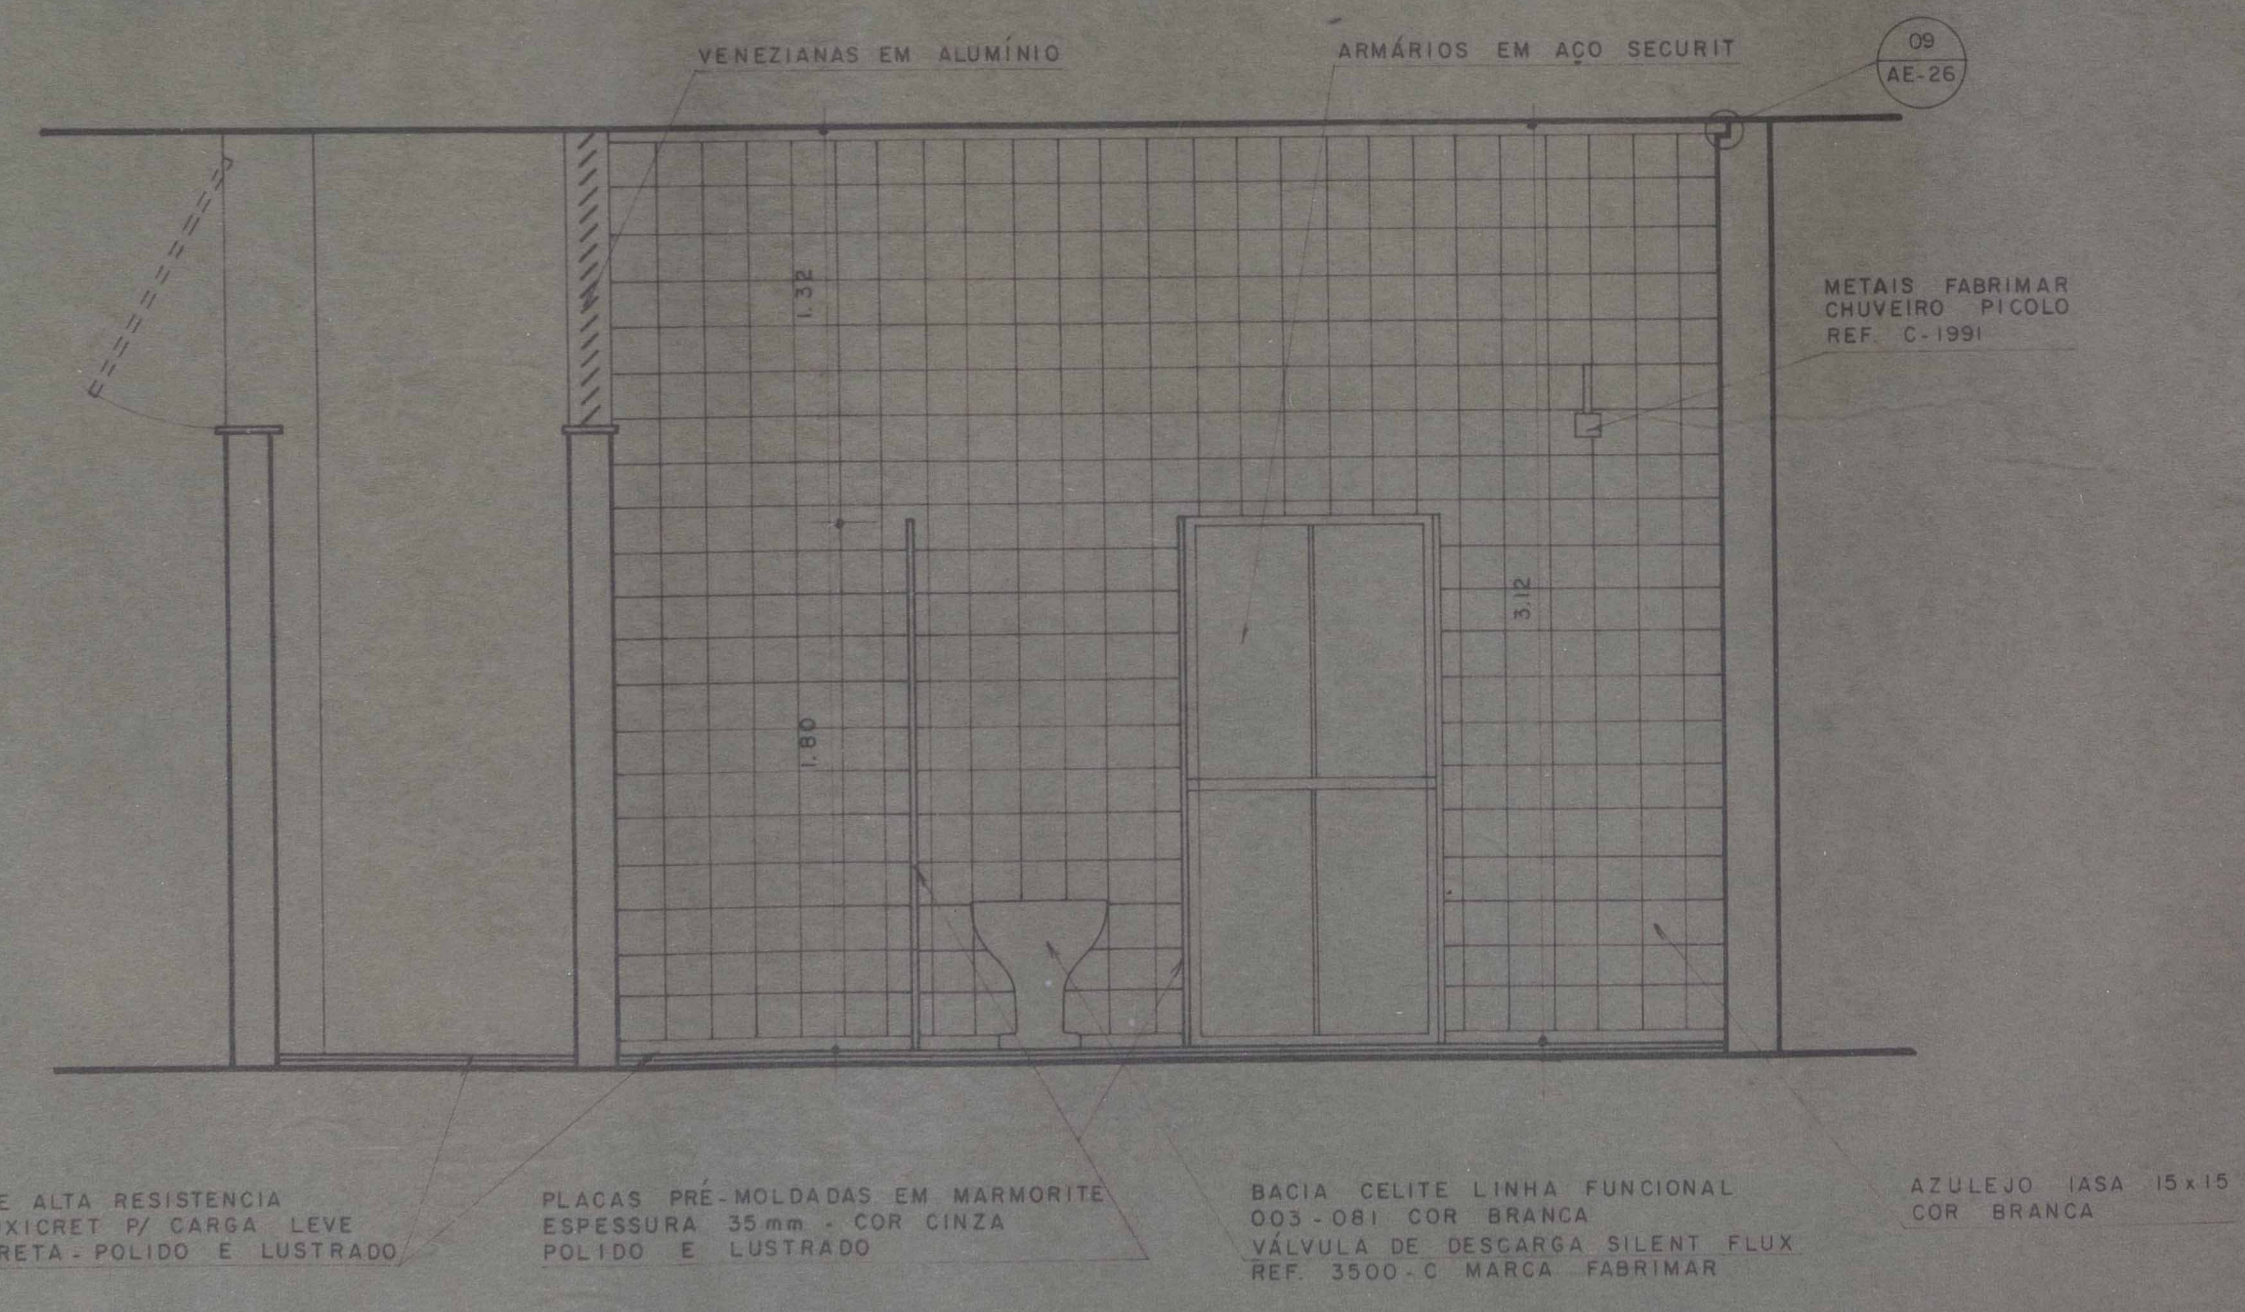 VENEZIANAS EM ALUMÍNIO
ARMÁRIOS EM AÇO SECURIT
09
AE-26
1.32
METAIS FABRIMAR
CHUVEIRO PICOLO
REF. C-1991
3.12
1.80
E ALTA RESISTENCIA
XICRET P/ CARGA LEVE
RETA - POLIDO E LUSTRADO
PLACAS PRÉ-MOLDADAS EM MARMORITE
ESPESSURA 35mm - COR CINZA
POLIDO E LUSTRADO
BACIA CELITE LINHA FUNCIONAL
003-081 COR BRANCA
VÁLVULA DE DESCARGA SILENT FLUX
REF. 3500-C MARCA FABRIMAR
AZULEJO IASA 15x15
COR BRANCA